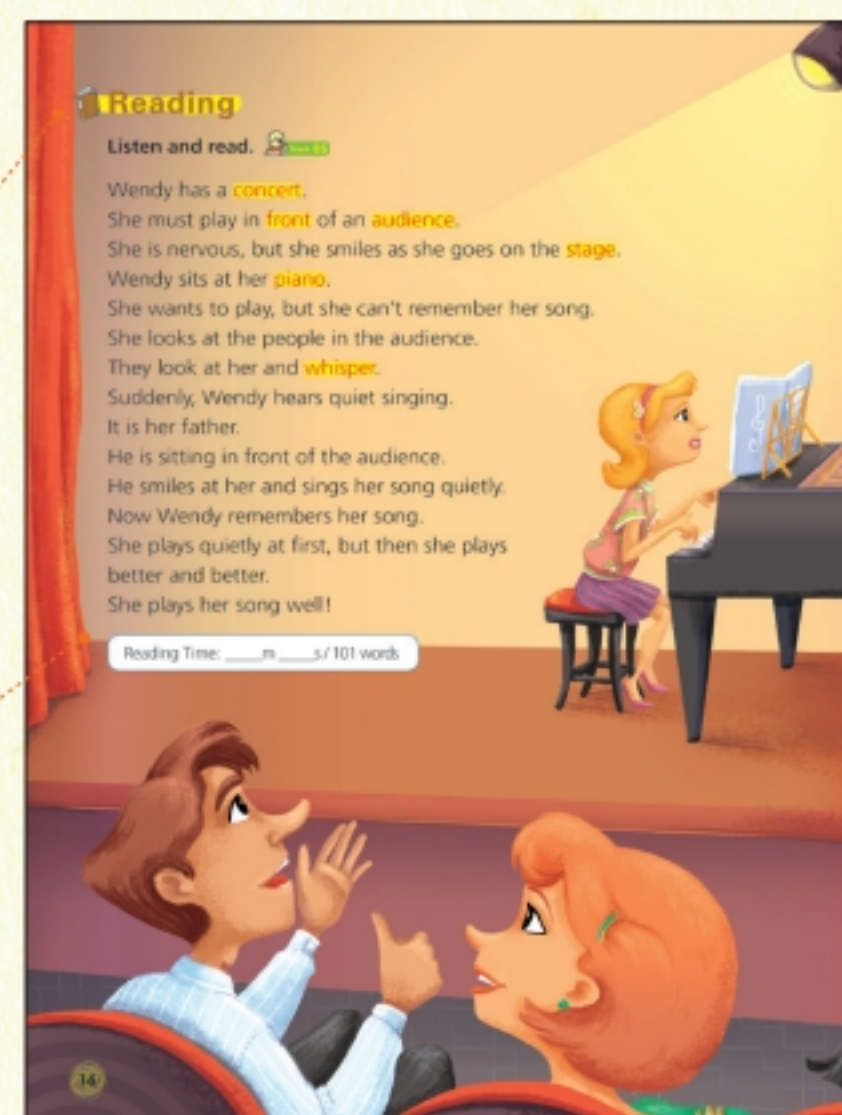 Reading
Listen and read.
Track 05
Wendy has a concert.
She must play in front of an audience.
She is nervous, but she smiles as she goes on the stage.
Wendy sits at her piano.
She wants to play, but she can't remember her song.
She looks at the people in the audience.
They look at her and whisper.
Suddenly, Wendy hears quiet singing.
It is her father.
He is sitting in front of the audience.
He smiles at her and sings her song quietly.
Now Wendy remembers her song.
She plays quietly at first, but then she plays
better and better.
She plays her song well!
Reading Time: _____m _____s / 101 words
14